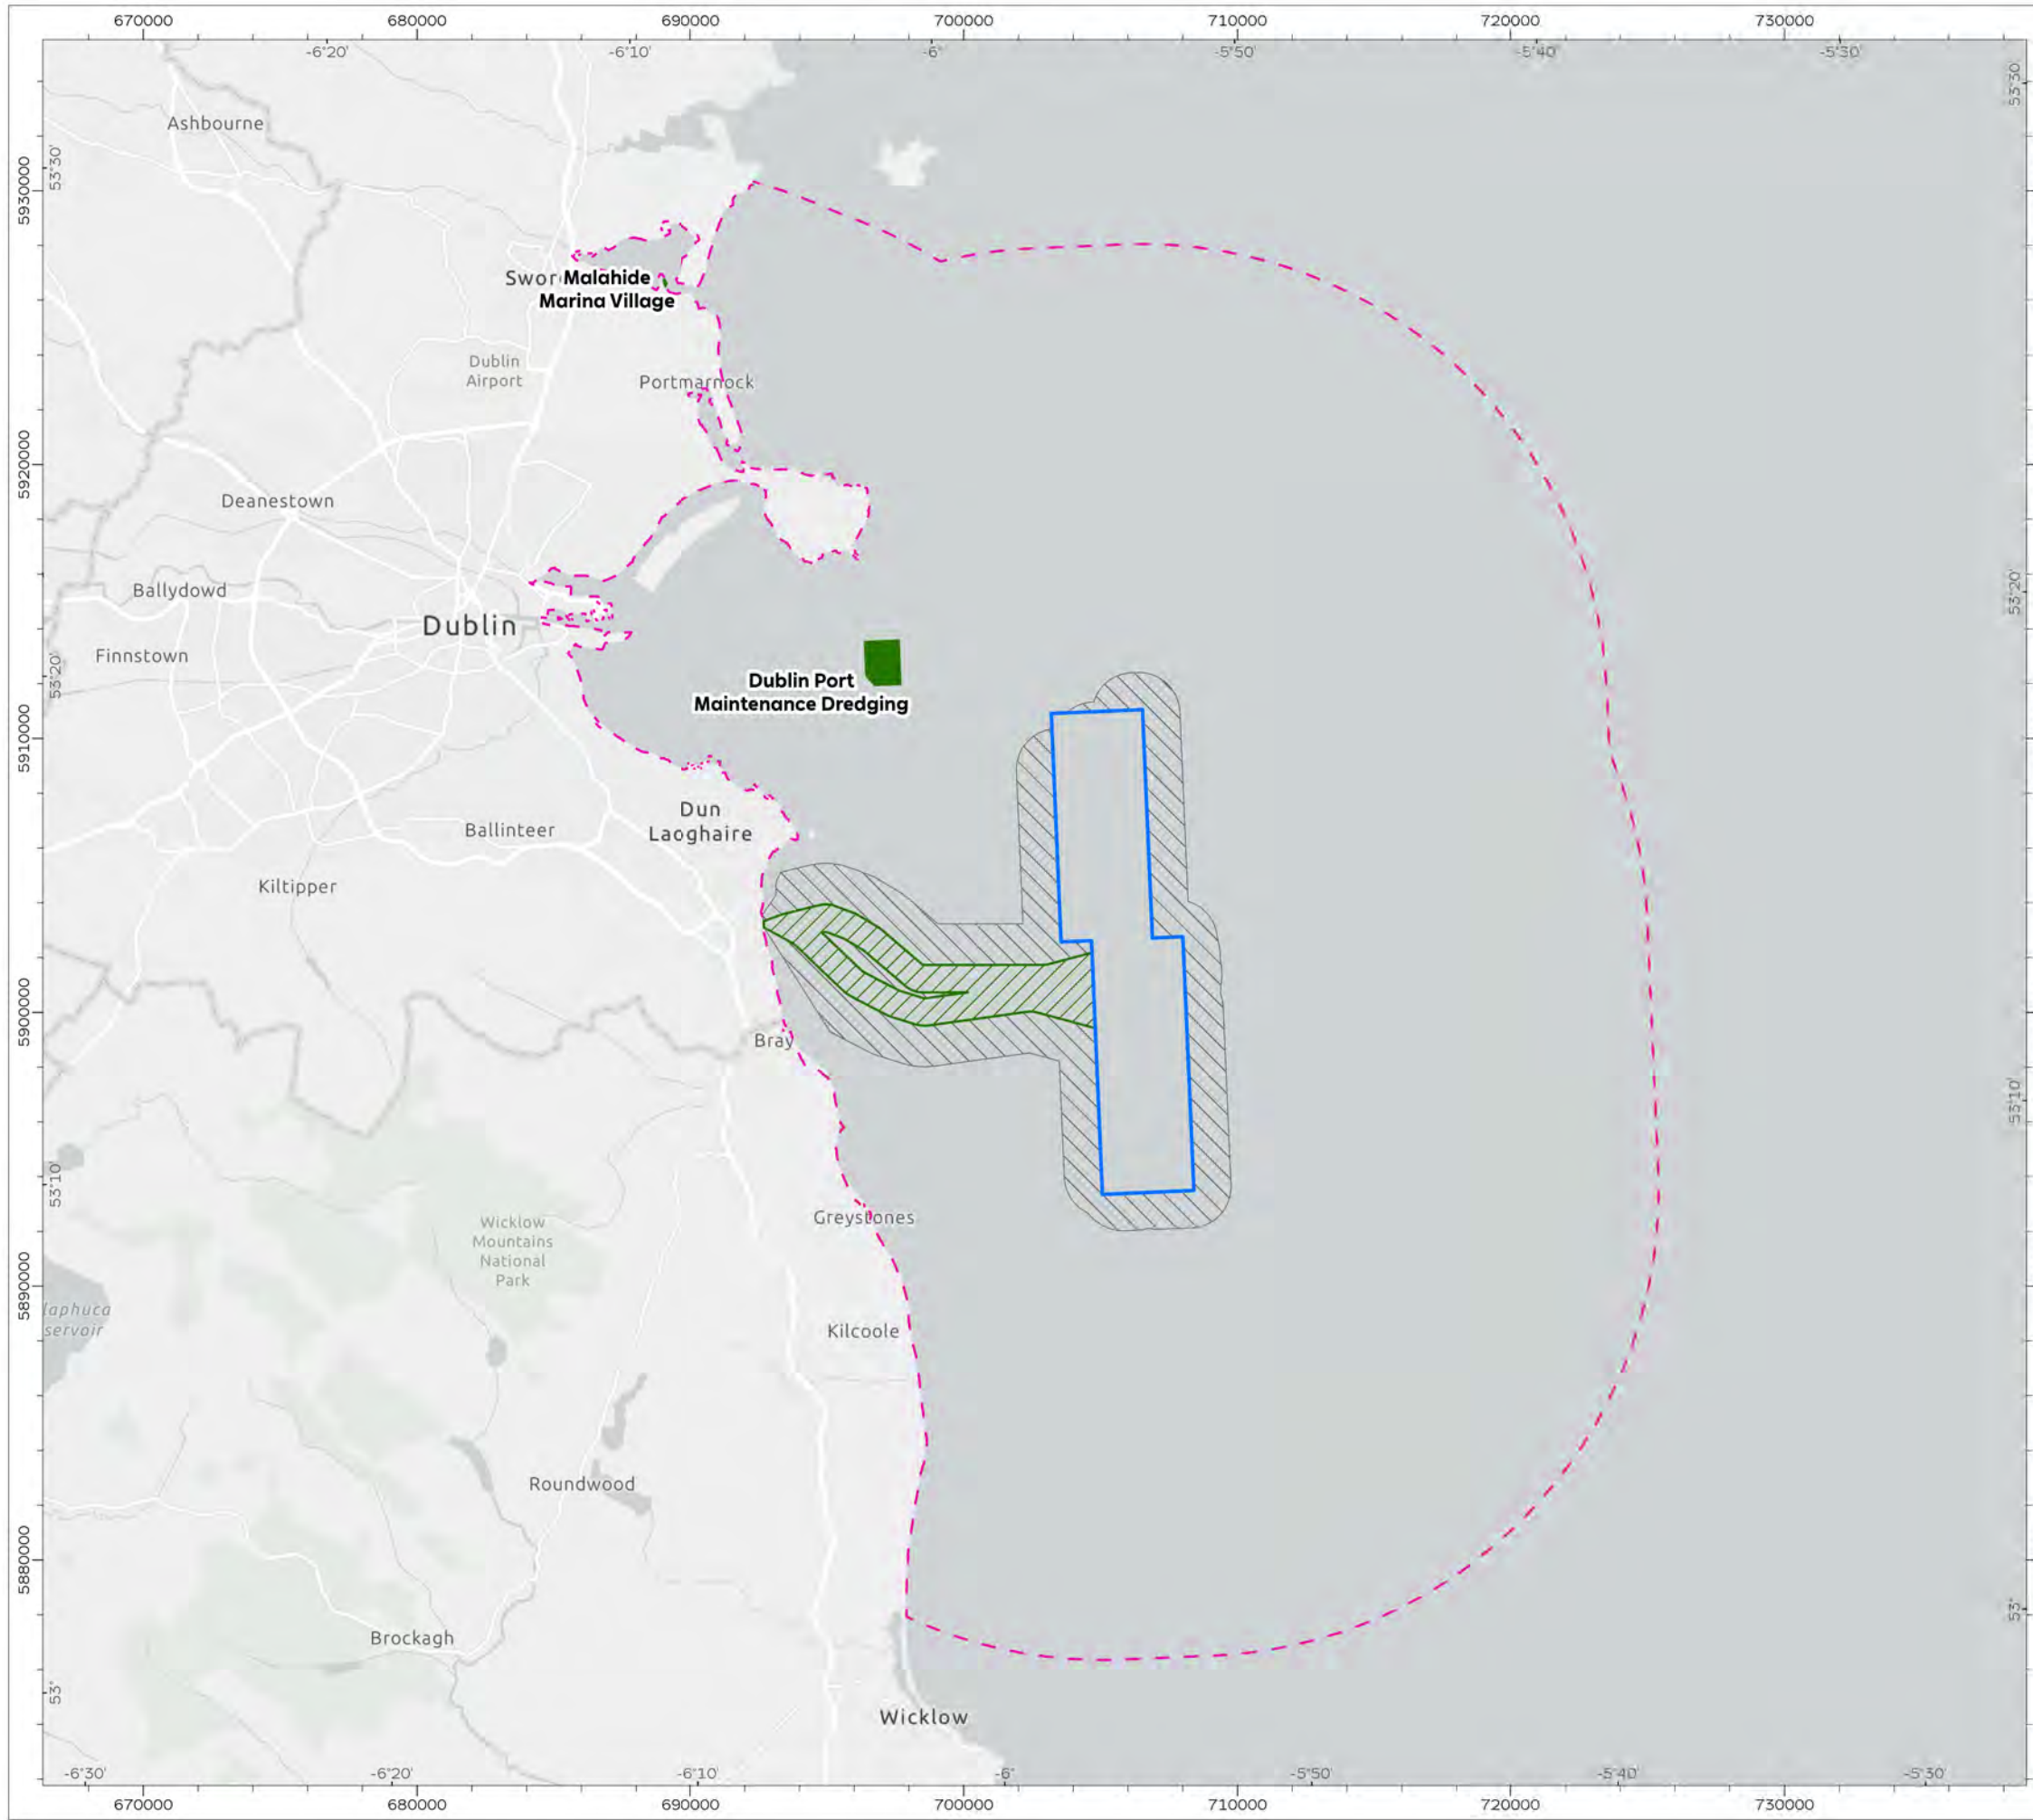 670000 680000 690000 700000 710000 720000 730000
-6°20' -6°10' -6° -5°50' -5°40' -5°30'
53°30'
Ashbourne
53°30'
5930000
Malahide
Marina Village
Dublin
Airport
Portmarnock
5920000
Deanestown
53°20'
Ballydowd
Dublin
Finnstown
53°20'
Dublin Port
Maintenance Dredging
5910000
Dun
Laoghaire
Ballinteer
Kiltipper
5900000
Bray
53°10'
53°10'
Greystones
Wicklow
Mountains
National
Park
5890000
laphuca
servoir
Kilcoole
Roundwood
5880000
53°
Brockagh
53°
Wicklow
-6°30' -6°20' -6°10' -6° -5°50' -5°40' -5°30'
670000 680000 690000 700000 710000 720000 730000